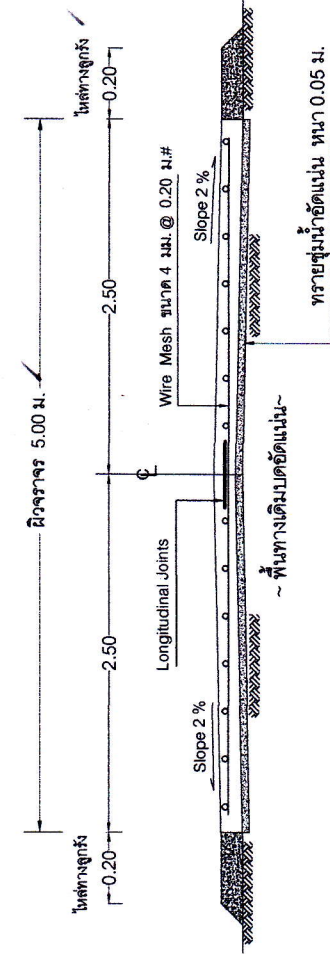 ผิวจราจร 5.00 ม.
ไหล่ทางลูกรัง
0.20
2.50
2.50
ไหล่ทางลูกรัง
0.20
℄
Longitudinal Joints
Wire Mesh ขนาด 4 มม. @ 0.20 ม.#
Slope 2 %
Slope 2 %
~ พื้นทางเดิมบดอัดแน่น~
ทรายชุ่มน้ำอัดแน่น หนา 0.05 ม.